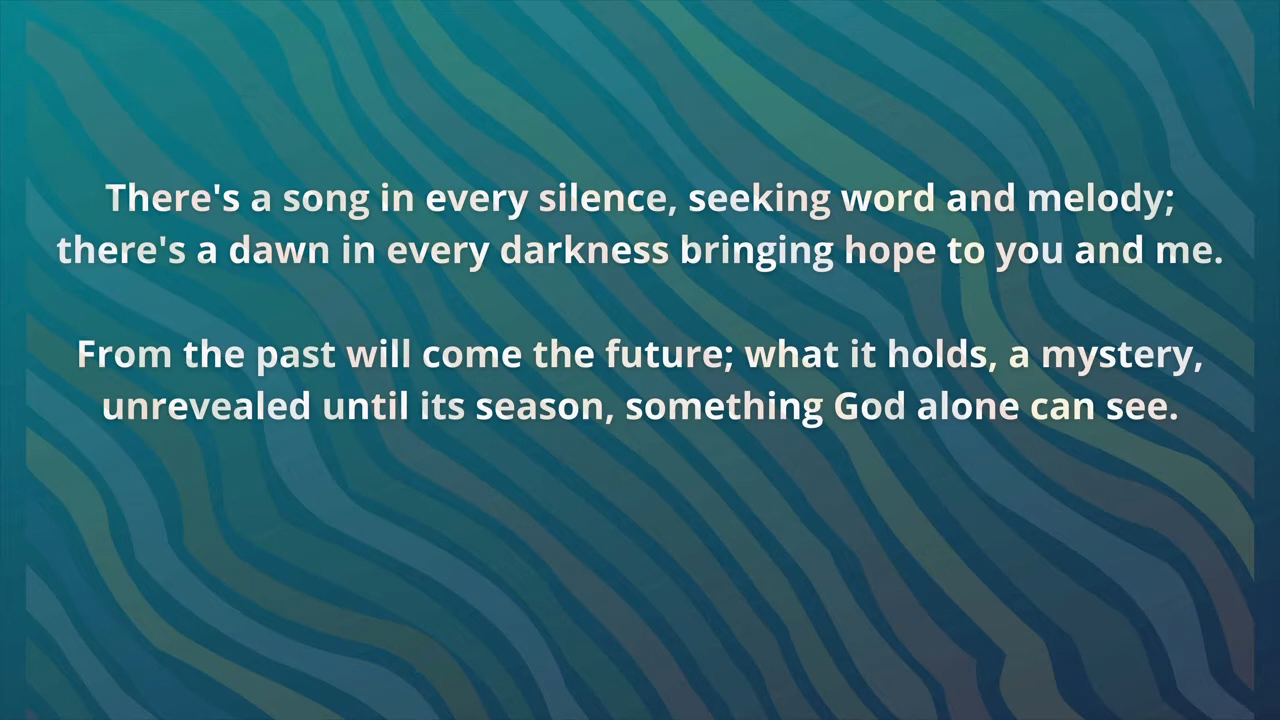 There's a song in every silence, seeking word and melody;
there's a dawn in every darkness bringing hope to you and me.
From the past will come the future; what it holds, a mystery,
unrevealed until its season, something God alone can see.